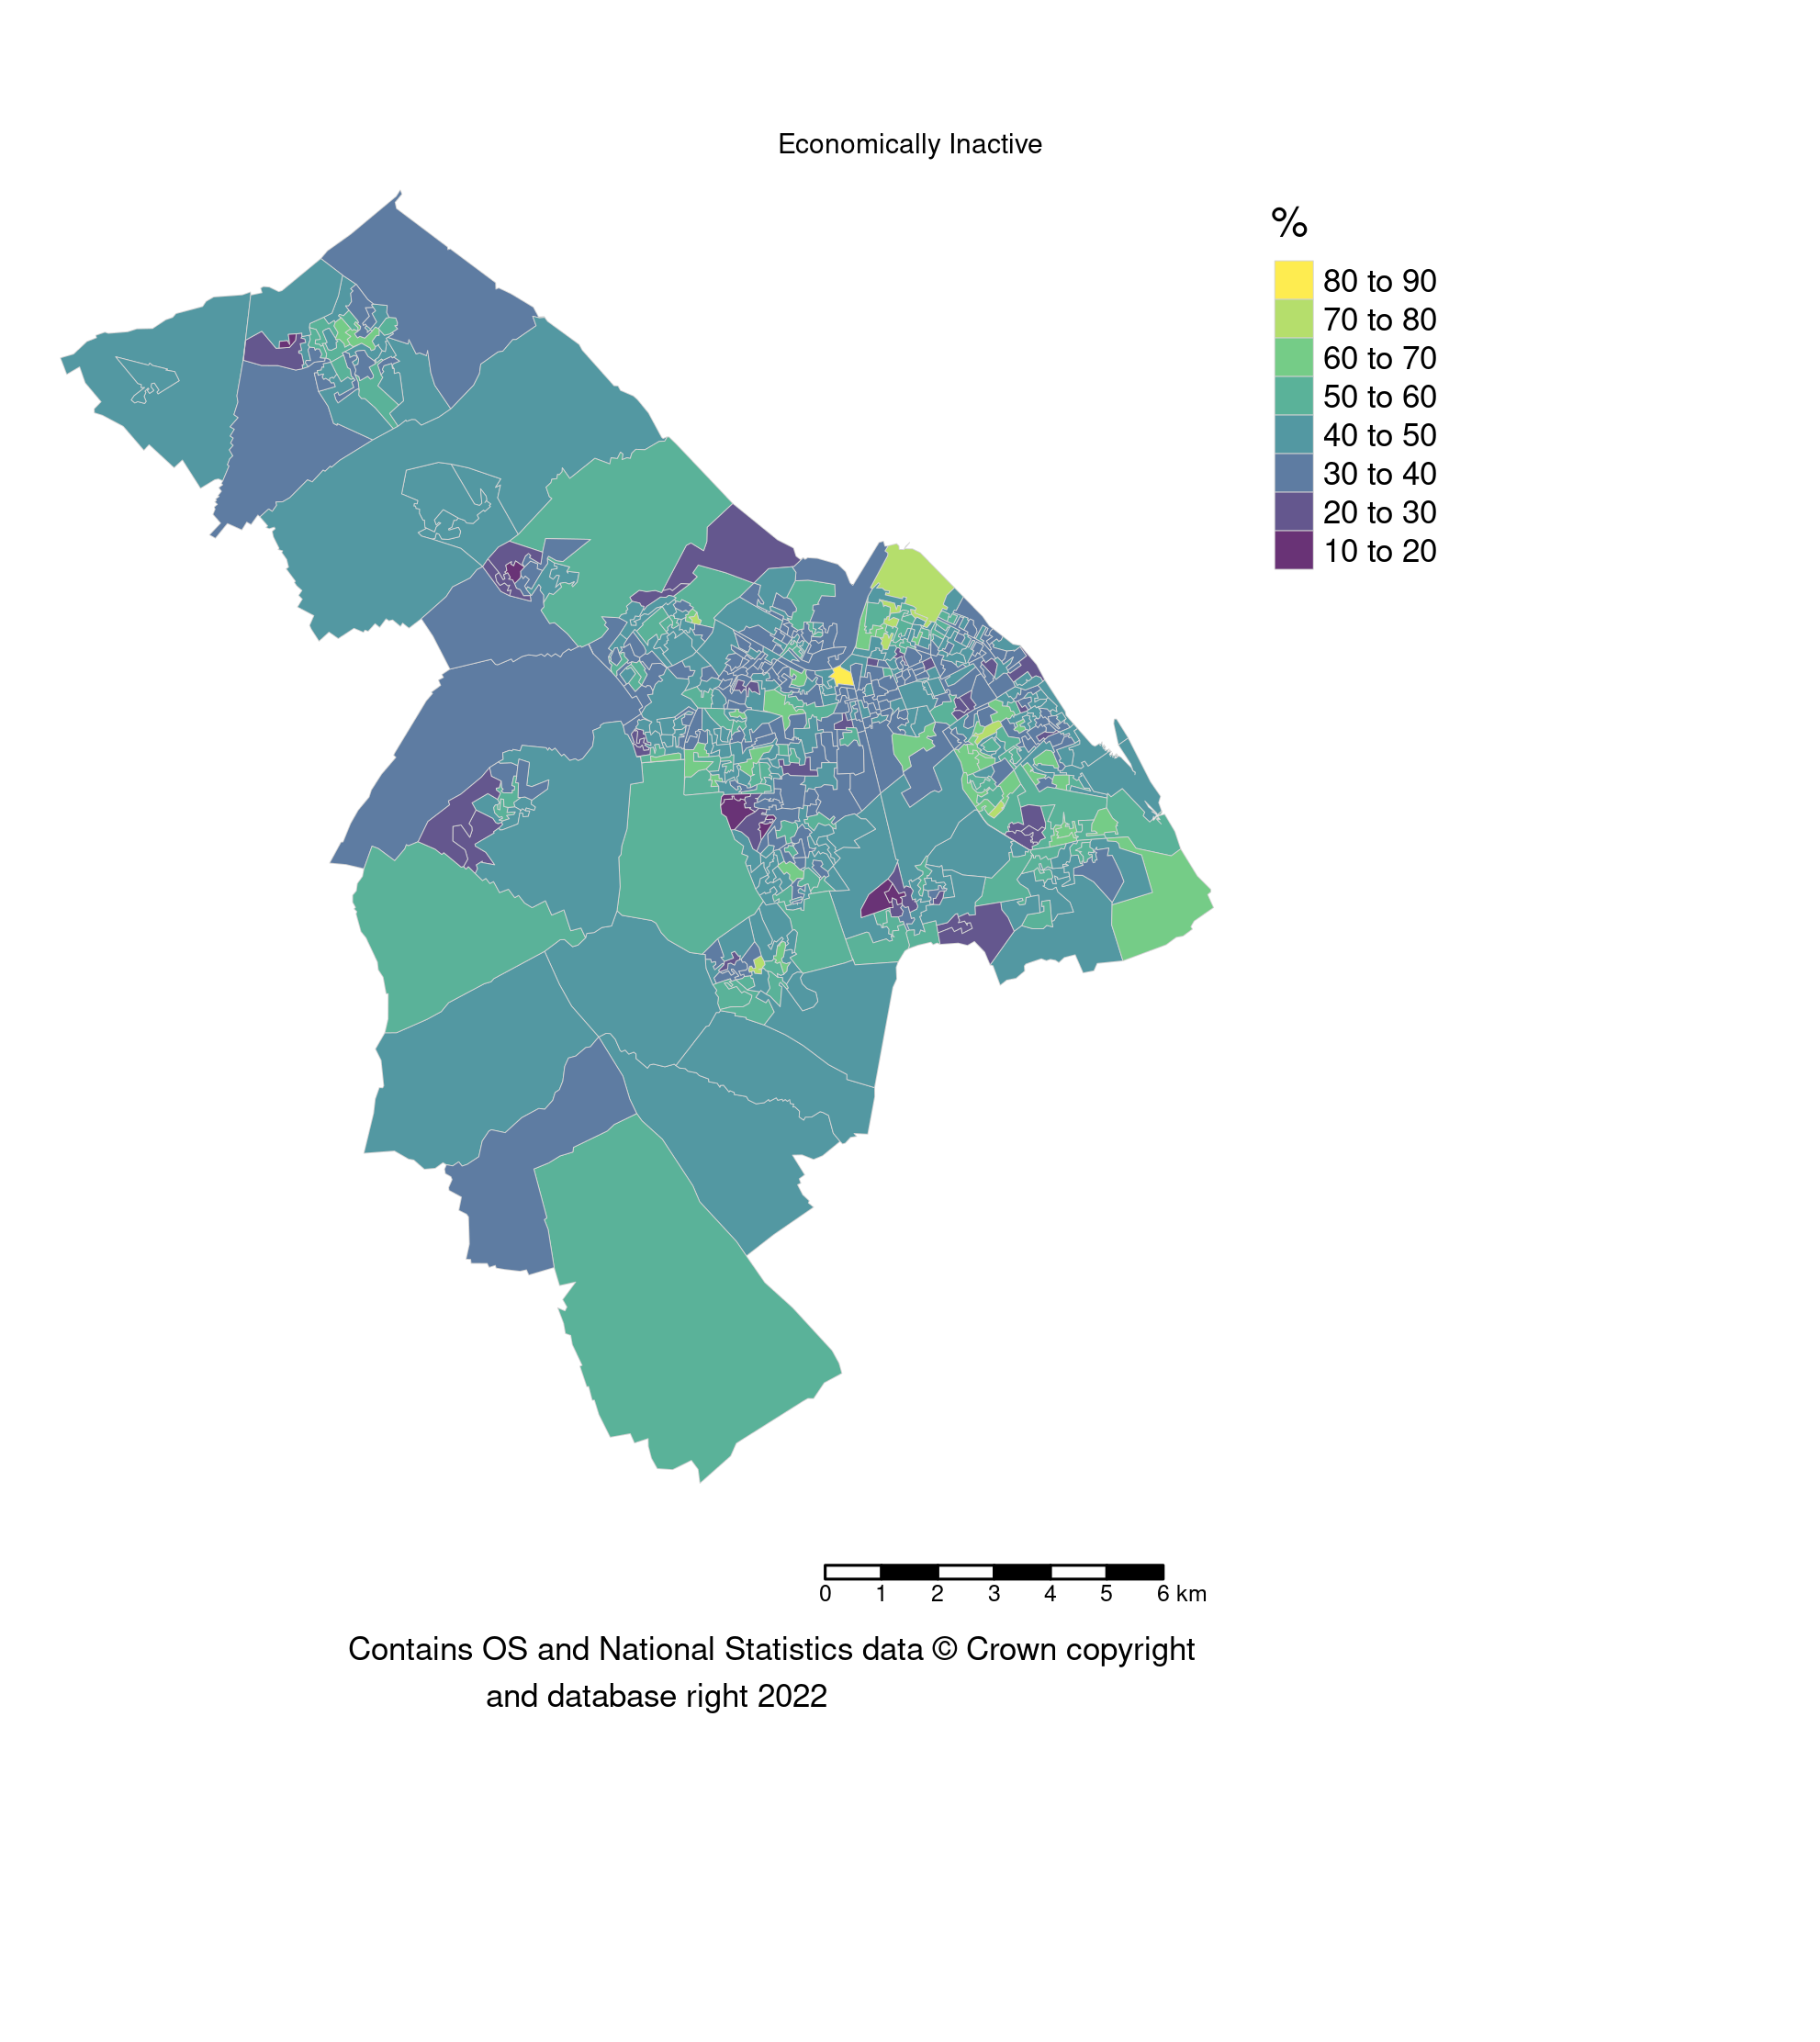 Economically Inactive
%
80 to 90
70 to 80
60 to 70
50 to 60
40 to 50
30 to 40
20 to 30
10 to 20
0 1 2 3 4 5 6 km
Contains OS and National Statistics data © Crown copyright
and database right 2022